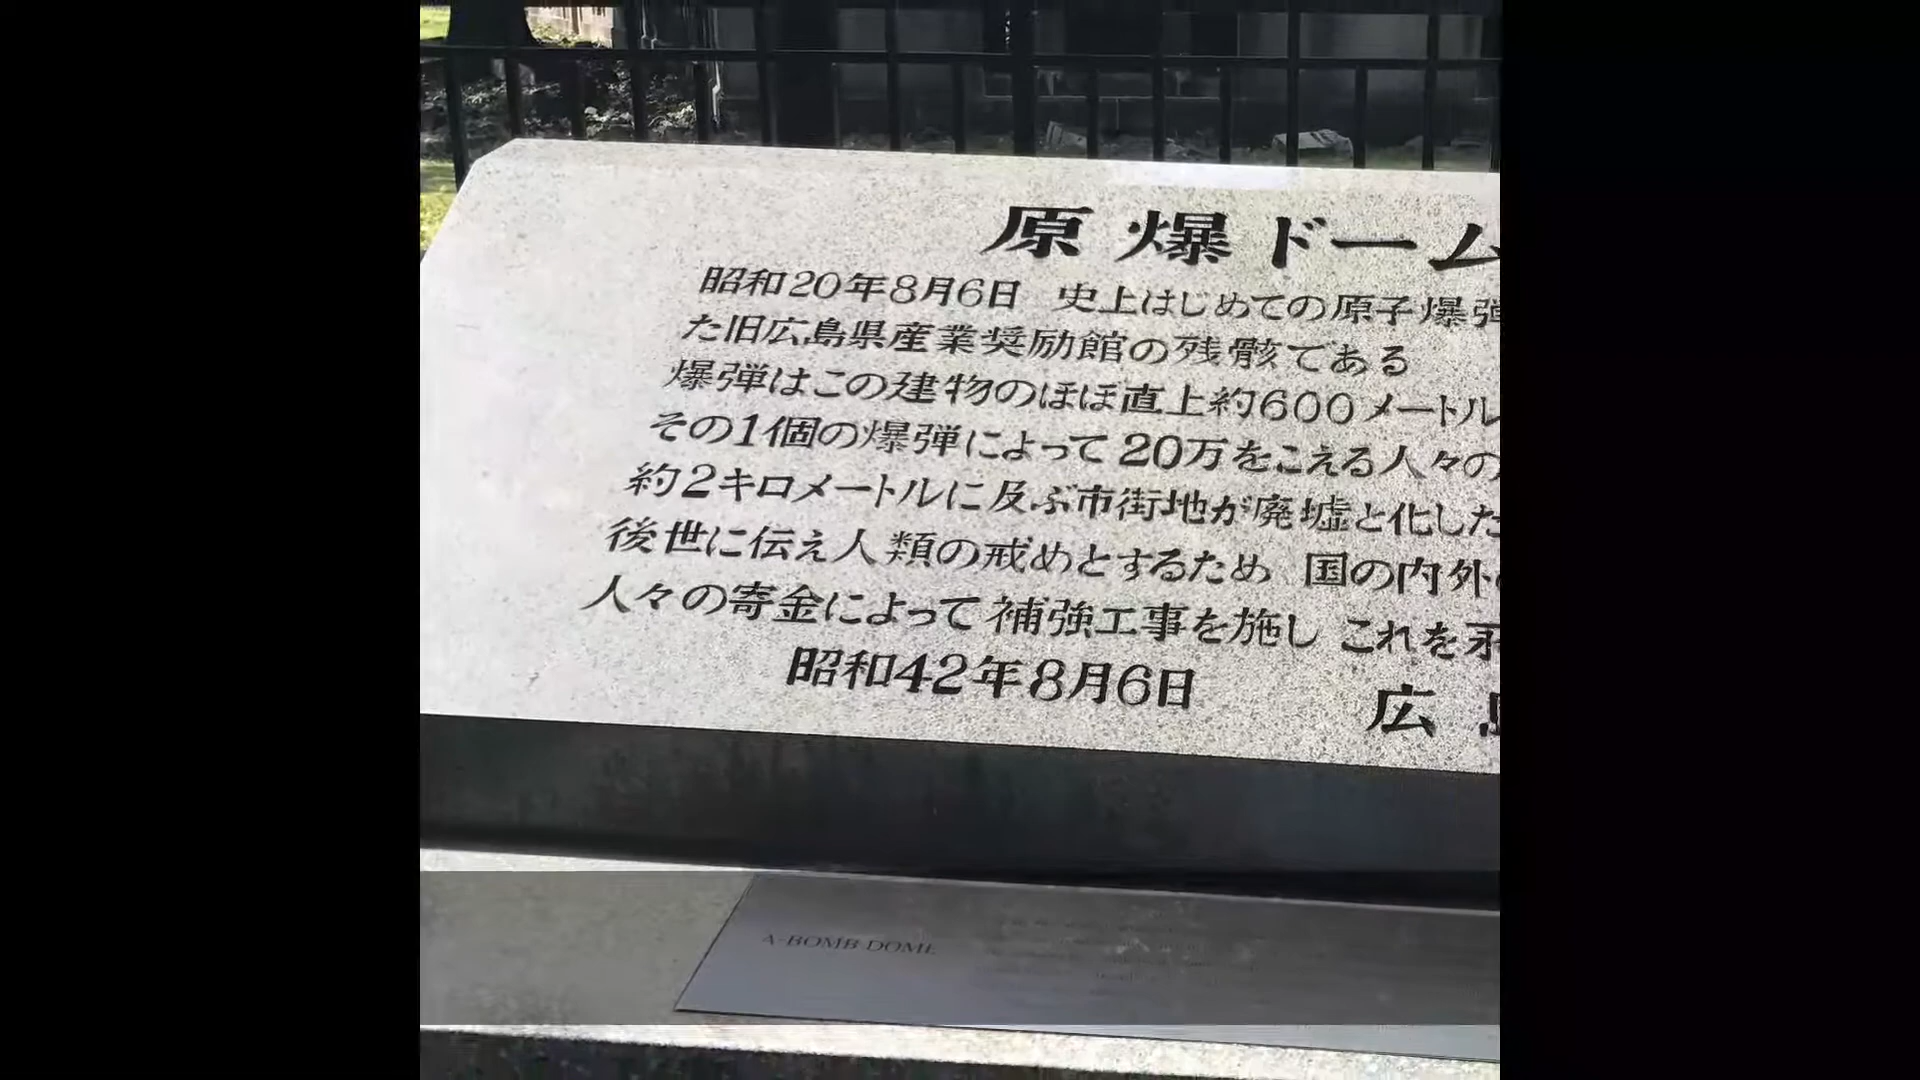 原爆ドーム
昭和20年8月6日 史上はじめての原子爆弾
た旧広島県産業奨励館の残骸である
爆弾はこの建物のほぼ直上約600メートル
その1個の爆弾によって20万をこえる人々の
約2キロメートルに及ぶ市街地が廃墟と化した
後世に伝え人類の戒めとするため 国の内外
人々の寄金によって補強工事を施し これを
昭和42年8月6日 広
A-BOMB DOME